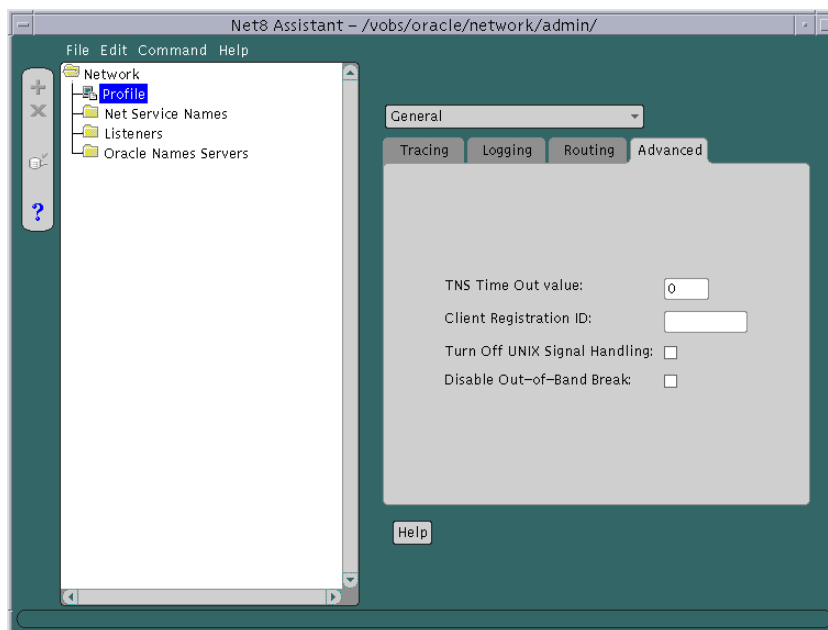 Net8 Assistant – /vobs/oracle/network/admin/
File Edit Command Help
Network
Profile
Net Service Names
Listeners
Oracle Names Servers
?
General
Tracing Logging Routing Advanced
TNS Time Out value: 0
Client Registration ID:
Turn Off UNIX Signal Handling:
Disable Out–of–Band Break:
Help